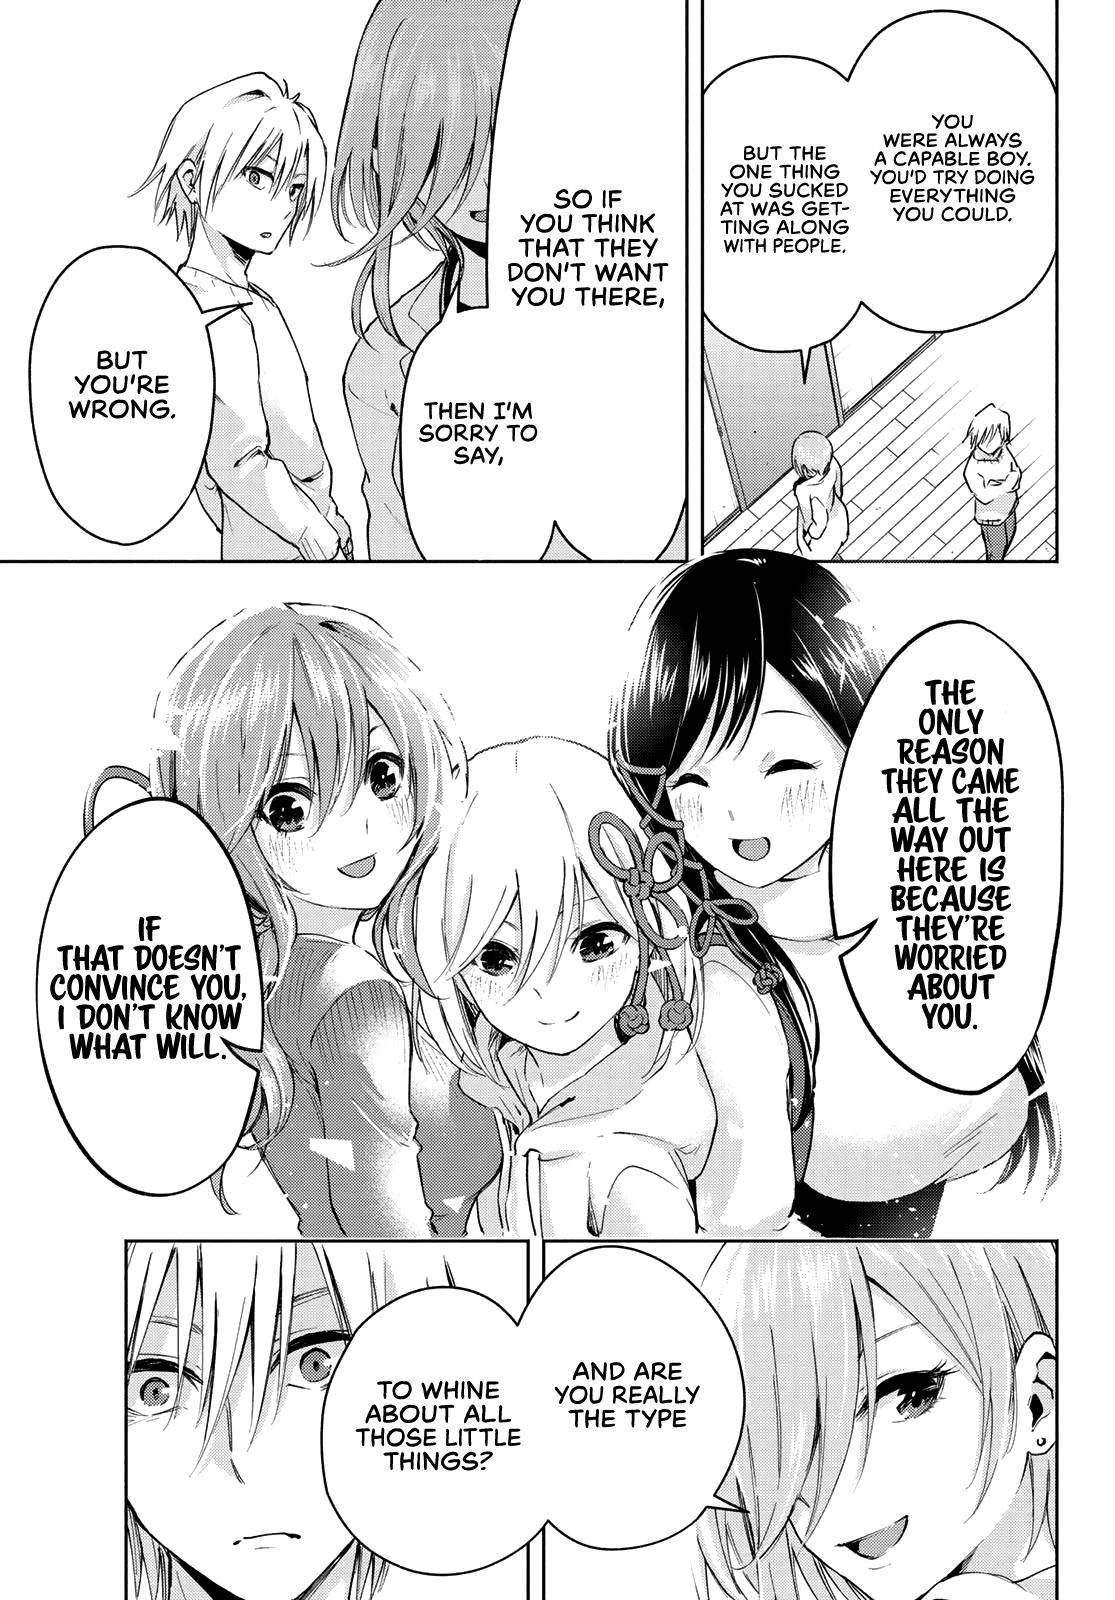 YOU
WERE ALWAYS
A CAPABLE BOY.
YOU'D TRY DOING
EVERYTHING
YOU COULD.
BUT THE
ONE THING
YOU SUCKED
AT WAS GET-
TING ALONG
WITH PEOPLE.
SO IF
YOU THINK
THAT THEY
DON'T WANT
YOU THERE,
THEN I'M
SORRY TO
SAY,
BUT
YOU'RE
WRONG.
THE
ONLY
REASON
THEY CAME
ALL THE
WAY OUT
HERE IS
BECAUSE
THEY'RE
WORRIED
ABOUT
YOU.
IF
THAT DOESN'T
CONVINCE YOU,
I DON'T KNOW
WHAT WILL.
AND ARE
YOU REALLY
THE TYPE
TO WHINE
ABOUT ALL
THOSE LITTLE
THINGS?